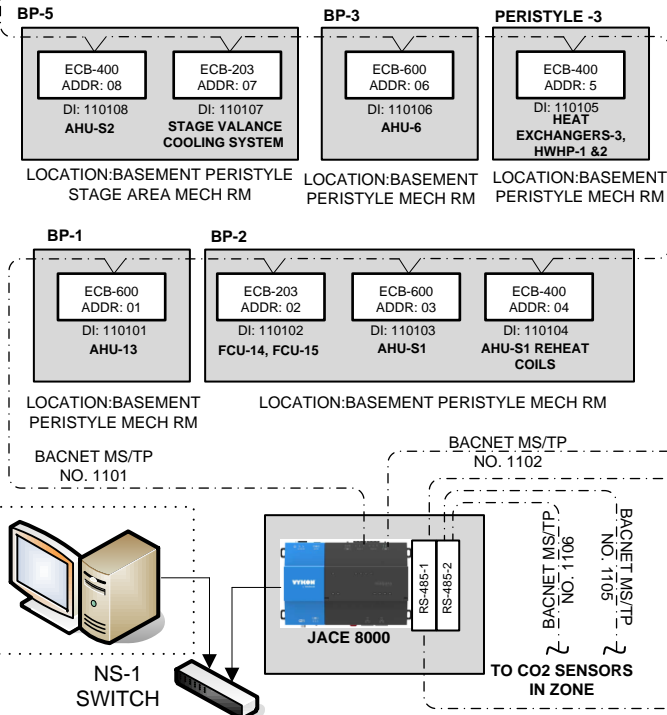 BP-5
BP-3
PERISTYLE -3
ECB-400
ADDR: 08
ECB-203
ADDR: 07
ECB-600
ADDR: 06
ECB-400
ADDR: 5
DI: 110108
AHU-S2
DI: 110107
STAGE VALANCE
COOLING SYSTEM
DI: 110106
AHU-6
DI: 110105
HEAT
EXCHANGERS-3,
HWHP-1 &2
LOCATION:BASEMENT PERISTYLE
STAGE AREA MECH RM
LOCATION:BASEMENT
PERISTYLE MECH RM
LOCATION:BASEMENT
PERISTYLE MECH RM
BP-1
BP-2
ECB-600
ADDR: 01
ECB-203
ADDR: 02
ECB-600
ADDR: 03
ECB-400
ADDR: 04
DI: 110101
AHU-13
DI: 110102
FCU-14, FCU-15
DI: 110103
AHU-S1
DI: 110104
AHU-S1 REHEAT
COILS
LOCATION:BASEMENT
PERISTYLE MECH RM
LOCATION:BASEMENT PERISTYLE MECH RM
BACNET MS/TP
NO. 1101
BACNET MS/TP
NO. 1102
RS-485-1
RS-485-2
BACNET MS/TP
NO. 1106
BACNET MS/TP
NO. 1105
JACE 8000
TO CO2 SENSORS
IN ZONE
NS-1
SWITCH